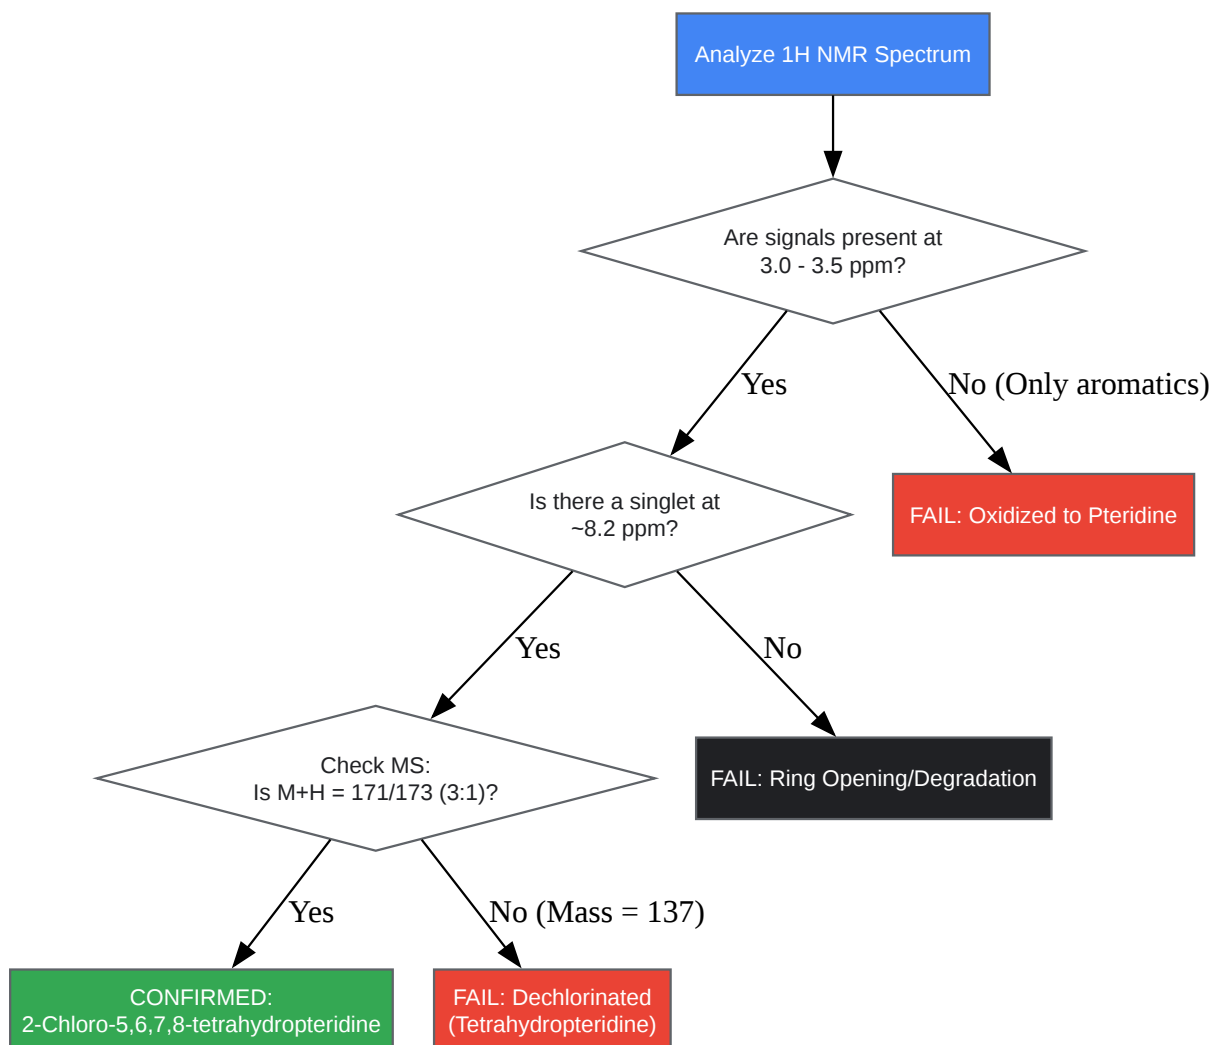 Analyze 1H NMR Spectrum
Are signals present at
3.0 - 3.5 ppm?
Yes
No (Only aromatics)
Is there a singlet at
~8.2 ppm?
FAIL: Oxidized to Pteridine
Yes
No
Check MS:
Is M+H = 171/173 (3:1)?
FAIL: Ring Opening/Degradation
Yes
No (Mass = 137)
CONFIRMED:
2-Chloro-5,6,7,8-tetrahydropteridine
FAIL: Dechlorinated
(Tetrahydropteridine)